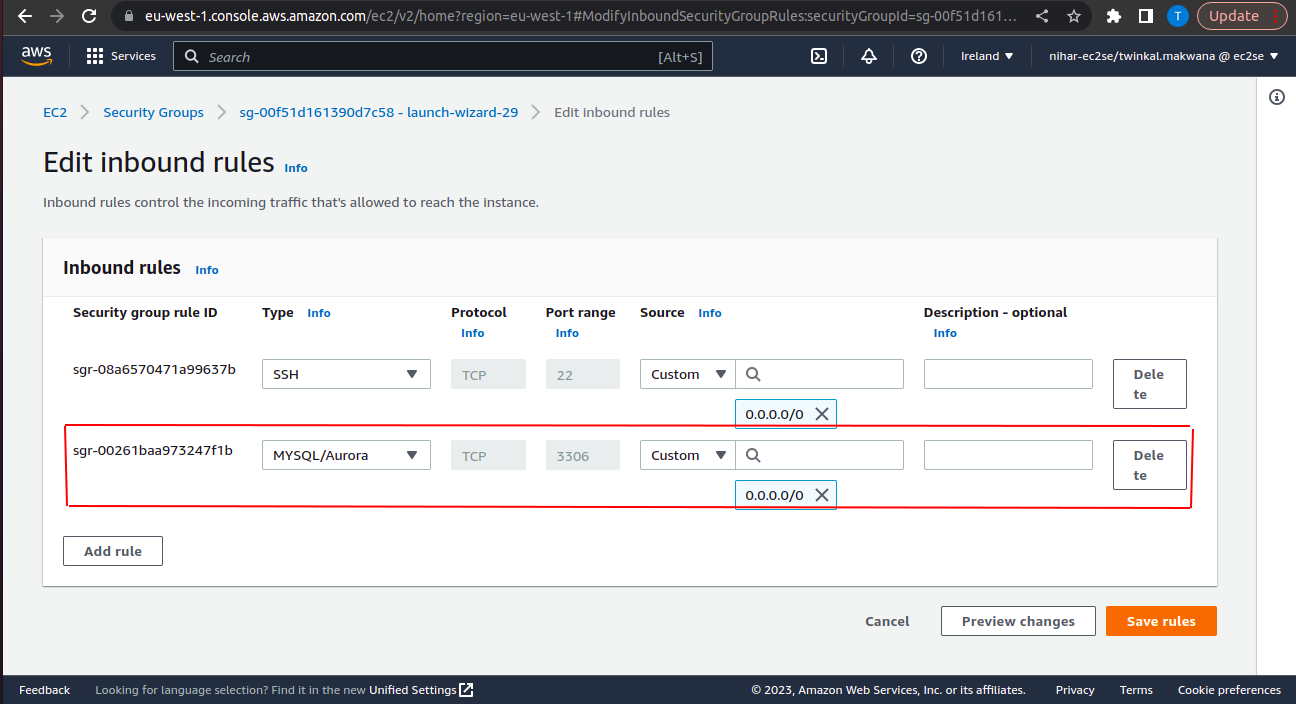 eu-west-1.console.aws.amazon.com/ec2/v2/home?region=eu-west-1#ModifyInboundSecurityGroupRules:securityGroupId=sg-00f51d161... T Update
aws Services Search [Alt+S] Ireland nihar-ec2se/twinkal.makwana @ ec2se
EC2 Security Groups sg-00f51d161390d7c58 - launch-wizard-29 Edit inbound rules
Edit inbound rules Info
Inbound rules control the incoming traffic that's allowed to reach the instance.
Inbound rules Info
Security group rule ID Type Info Protocol Port range Source Info Description - optional
Info Info Info
sgr-08a6570471a99637b SSH TCP 22 Custom Dele
te
0.0.0.0/0
sgr-00261baa973247f1b MYSQL/Aurora TCP 3306 Custom Dele
te
0.0.0.0/0
Add rule
Cancel Preview changes Save rules
Feedback Looking for language selection? Find it in the new Unified Settings © 2023, Amazon Web Services, Inc. or its affiliates. Privacy Terms Cookie preferences